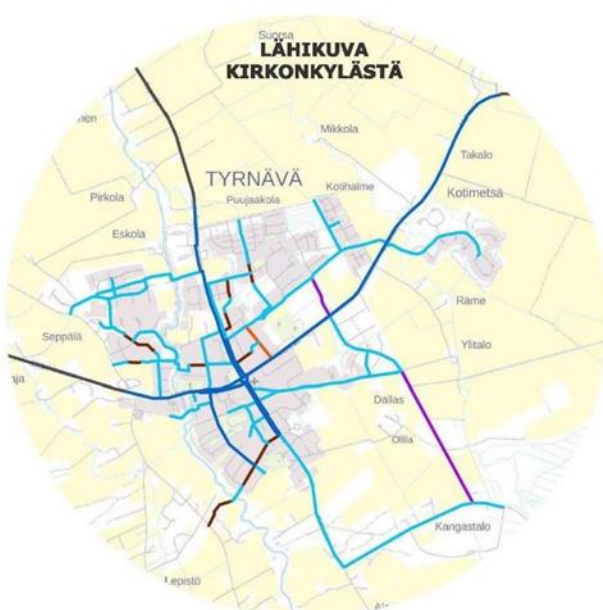 Suorsa
LÄHIKUVA
KIRKONKYLÄSTÄ
Mikkola
Takalo
TYRNÄVÄ
Kotihalme
Kotimetsä
Pirkola
Puujaakola
Eskola
Räme
Seppälä
Ylitalo
Dallas
Ollila
Kangastalo
Lepistö